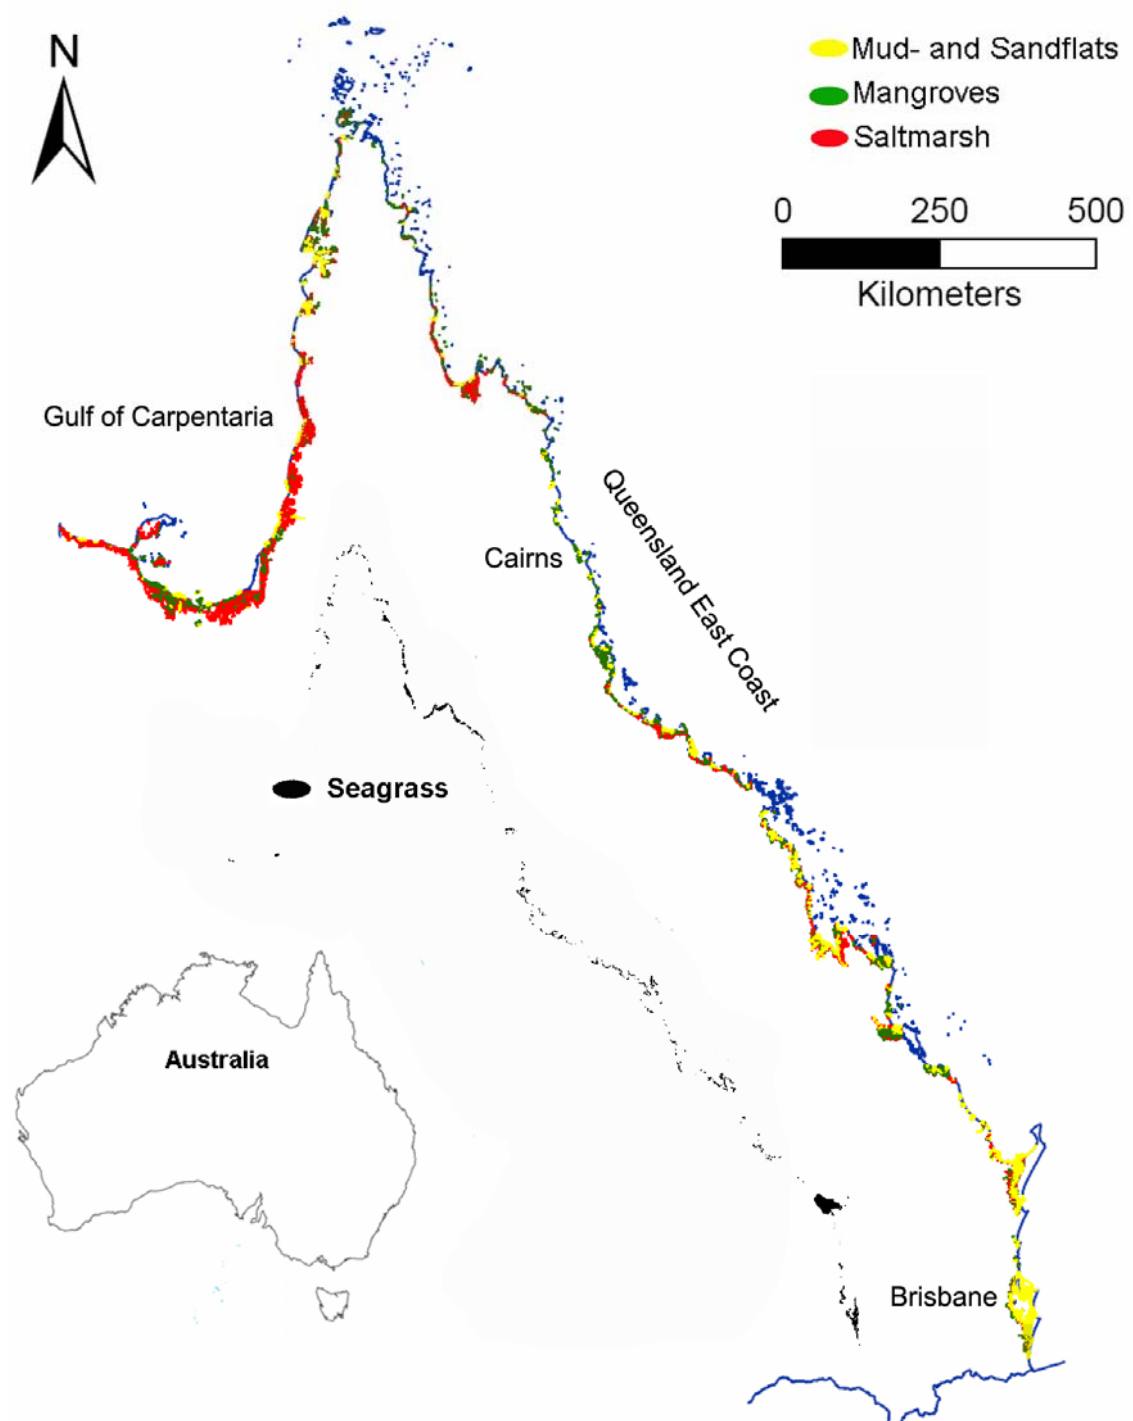 N
Mud- and Sandflats
Mangroves
Saltmarsh
0 250 500
Kilometers
Gulf of Carpentaria
Queensland East Coast
Cairns
Seagrass
Australia
Brisbane